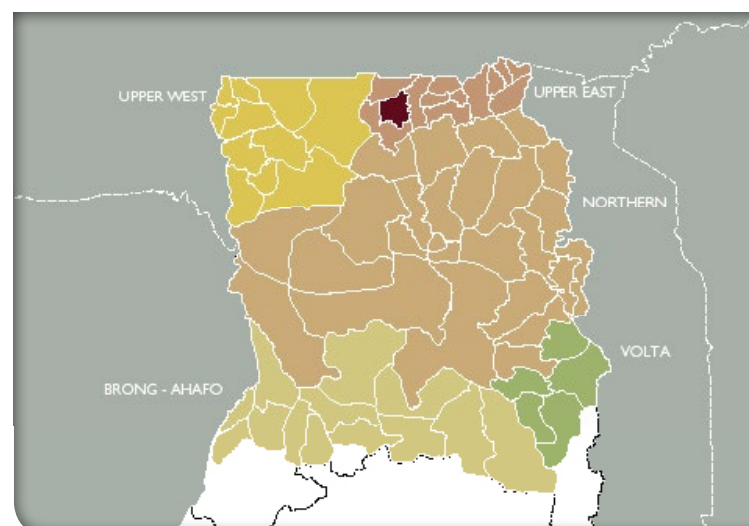 UPPER WEST
UPPER EAST
NORTHERN
VOLTA
BRONG - AHAFO